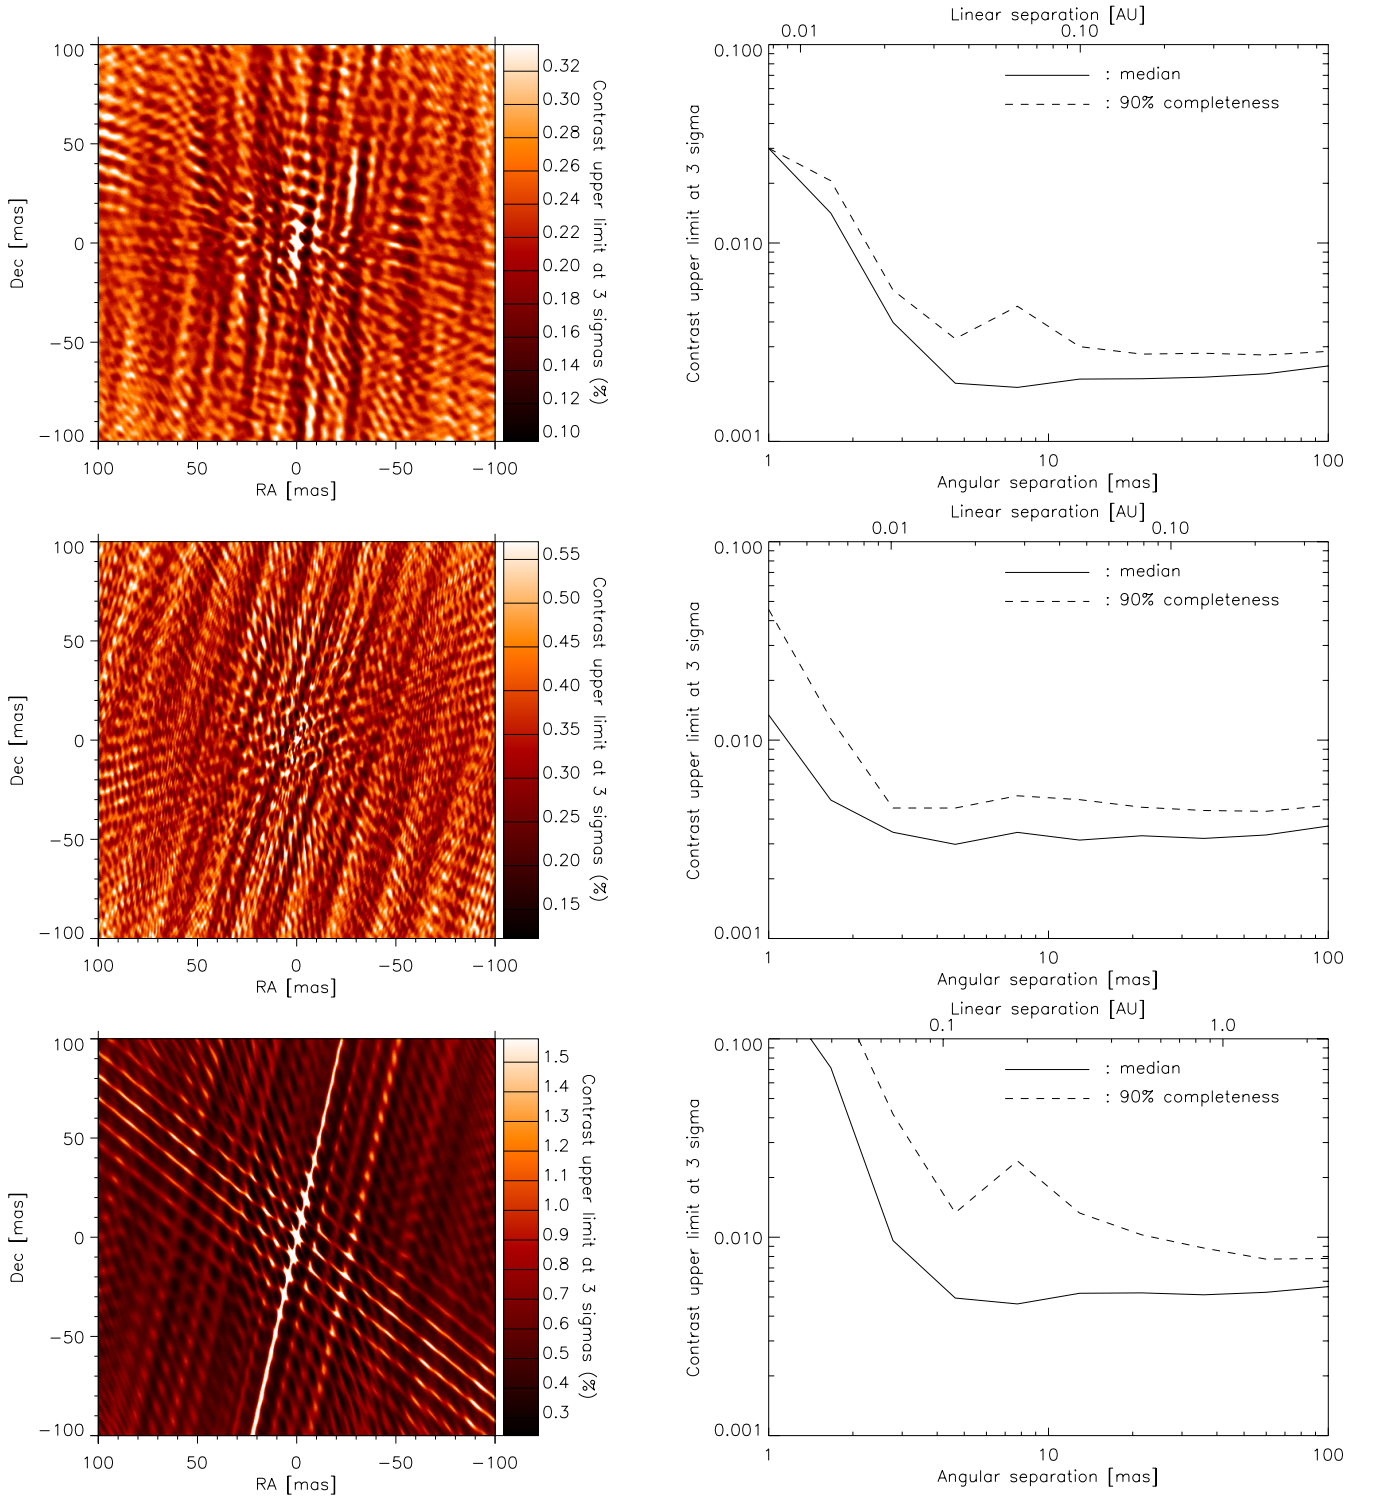 100
50
0
−50
−100
Dec [mas]
100 50 0 −50 −100
RA [mas]
0.32
0.30
0.28
0.26
0.24
0.22
0.20
0.18
0.16
0.14
0.12
0.10
Contrast upper limit at 3 sigmas (%)
Linear separation [AU]
0.01 0.10
0.100
0.010
0.001
Contrast upper limit at 3 sigma
: median
: 90% completeness
1 10 100
Angular separation [mas]
100
50
0
−50
−100
Dec [mas]
100 50 0 −50 −100
RA [mas]
0.55
0.50
0.45
0.40
0.35
0.30
0.25
0.20
0.15
Contrast upper limit at 3 sigmas (%)
Linear separation [AU]
0.01 0.10
0.100
0.010
0.001
Contrast upper limit at 3 sigma
: median
: 90% completeness
1 10 100
Angular separation [mas]
100
50
0
−50
−100
Dec [mas]
100 50 0 −50 −100
RA [mas]
1.5
1.4
1.3
1.2
1.1
1.0
0.9
0.8
0.7
0.6
0.5
0.4
0.3
Contrast upper limit at 3 sigmas (%)
Linear separation [AU]
0.1 1.0
0.100
0.010
0.001
Contrast upper limit at 3 sigma
: median
: 90% completeness
1 10 100
Angular separation [mas]